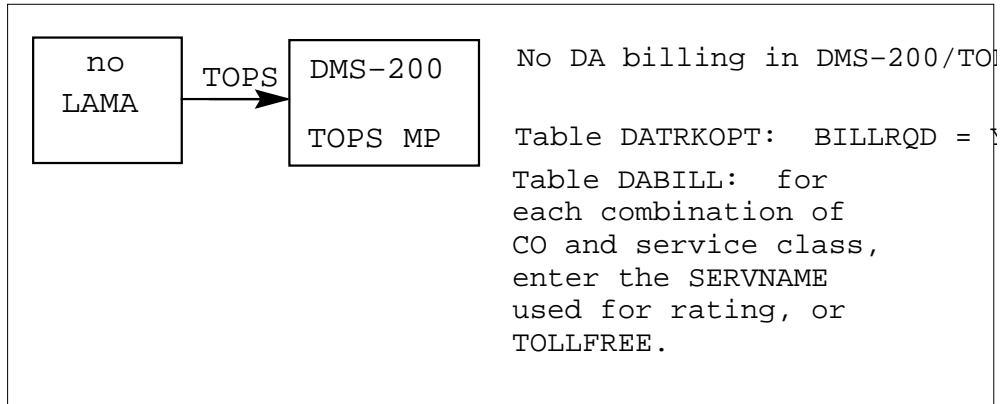 no
LAMA
TOPS
DMS-200
TOPS MP
No DA billing in DMS-200/TO
Table DATRKOPT: BILLRQD =
Table DABILL: for
each combination of
CO and service class,
enter the SERVNAME
used for rating, or
TOLLFREE.